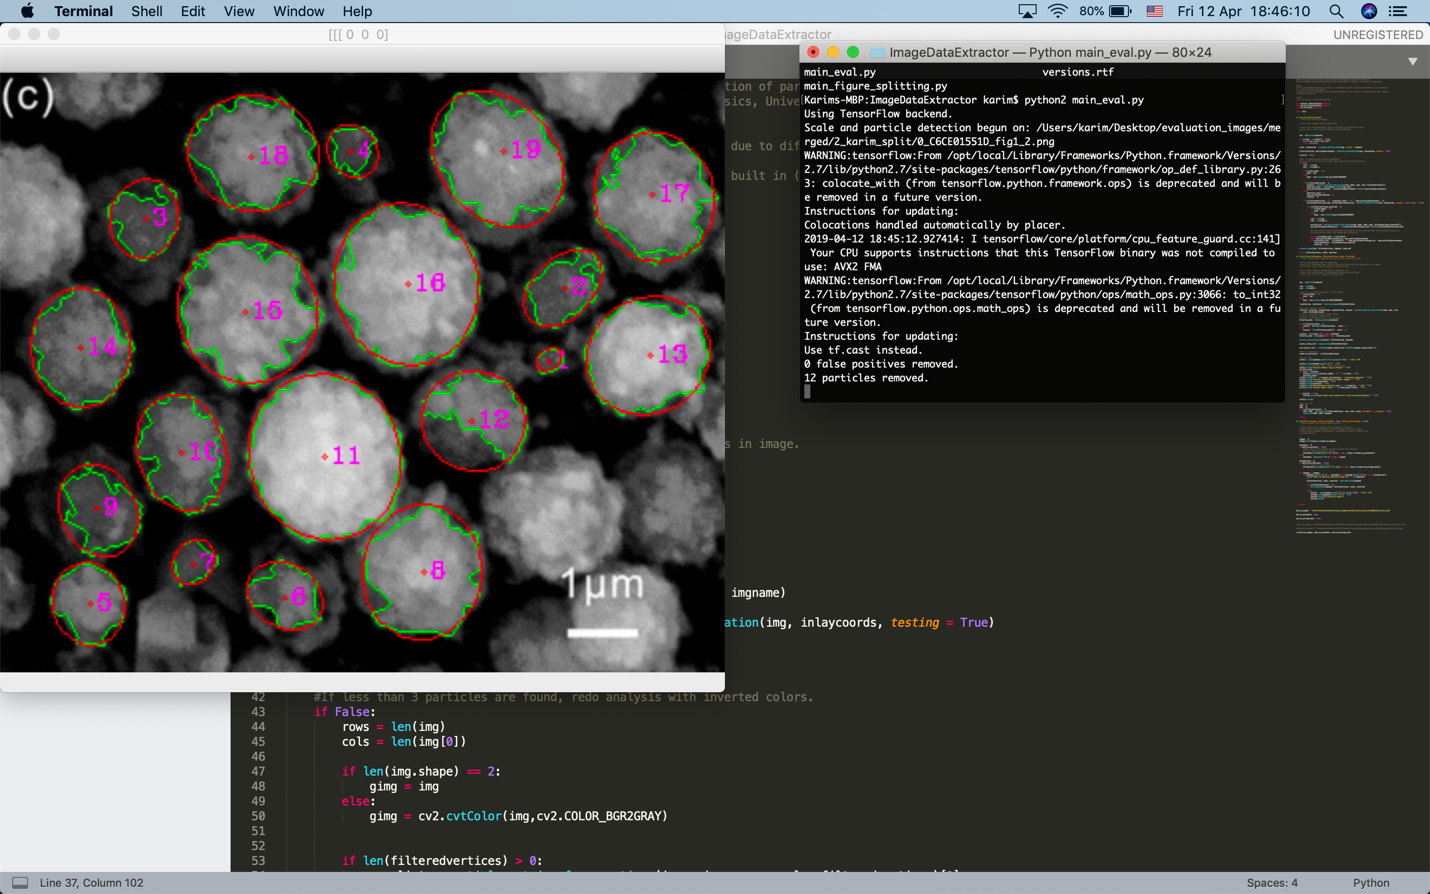 Terminal Shell Edit View Window Help 80% Fri 12 Apr 18:46:10
[[[ 0 0 0]
ageDataExtractor
UNREGISTERED
ImageDataExtractor — Python main_eval.py — 80×24
main_eval.py versions.rtf
main_figure_splitting.py
[Karims-MBP:ImageDataExtractor karim$ python2 main_eval.py ]
Using TensorFlow backend.
Scale and particle detection begun on: /Users/karim/Desktop/evaluation_images/me
rged/2_karim_split/0_C6CE01551D_fig1_2.png
WARNING:tensorflow:From /opt/local/Library/Frameworks/Python.framework/Versions/
2.7/lib/python2.7/site-packages/tensorflow/python/framework/op_def_library.py:26
3: colocate_with (from tensorflow.python.framework.ops) is deprecated and will b
e removed in a future version.
Instructions for updating:
Colocations handled automatically by placer.
2019-04-12 18:45:12.927414: I tensorflow/core/platform/cpu_feature_guard.cc:141]
Your CPU supports instructions that this TensorFlow binary was not compiled to
use: AVX2 FMA
WARNING:tensorflow:From /opt/local/Library/Frameworks/Python.framework/Versions/
2.7/lib/python2.7/site-packages/tensorflow/python/ops/math_ops.py:3066: to_int32
(from tensorflow.python.ops.math_ops) is deprecated and will be removed in a fu
ture version.
Instructions for updating:
Use tf.cast instead.
0 false positives removed.
12 particles removed.
(c)
18
4
19
17
3
16
2
15
14
1
13
12
11
10
9
7
8
5
6
1μm
tion of par
sics, Unive
due to dif
built in (
s in image.
imgname)
ation(img, inlaycoords, testing = True)
42 #If less than 3 particles are found, redo analysis with inverted colors.
43 if False:
44 rows = len(img)
45 cols = len(img[0])
46
47 if len(img.shape) == 2:
48 gimg = img
49 else:
50 gimg = cv2.cvtColor(img,cv2.COLOR_BGR2GRAY)
51
52
53 if len(filteredvertices) > 0:
Line 37, Column 102
Spaces: 4
Python